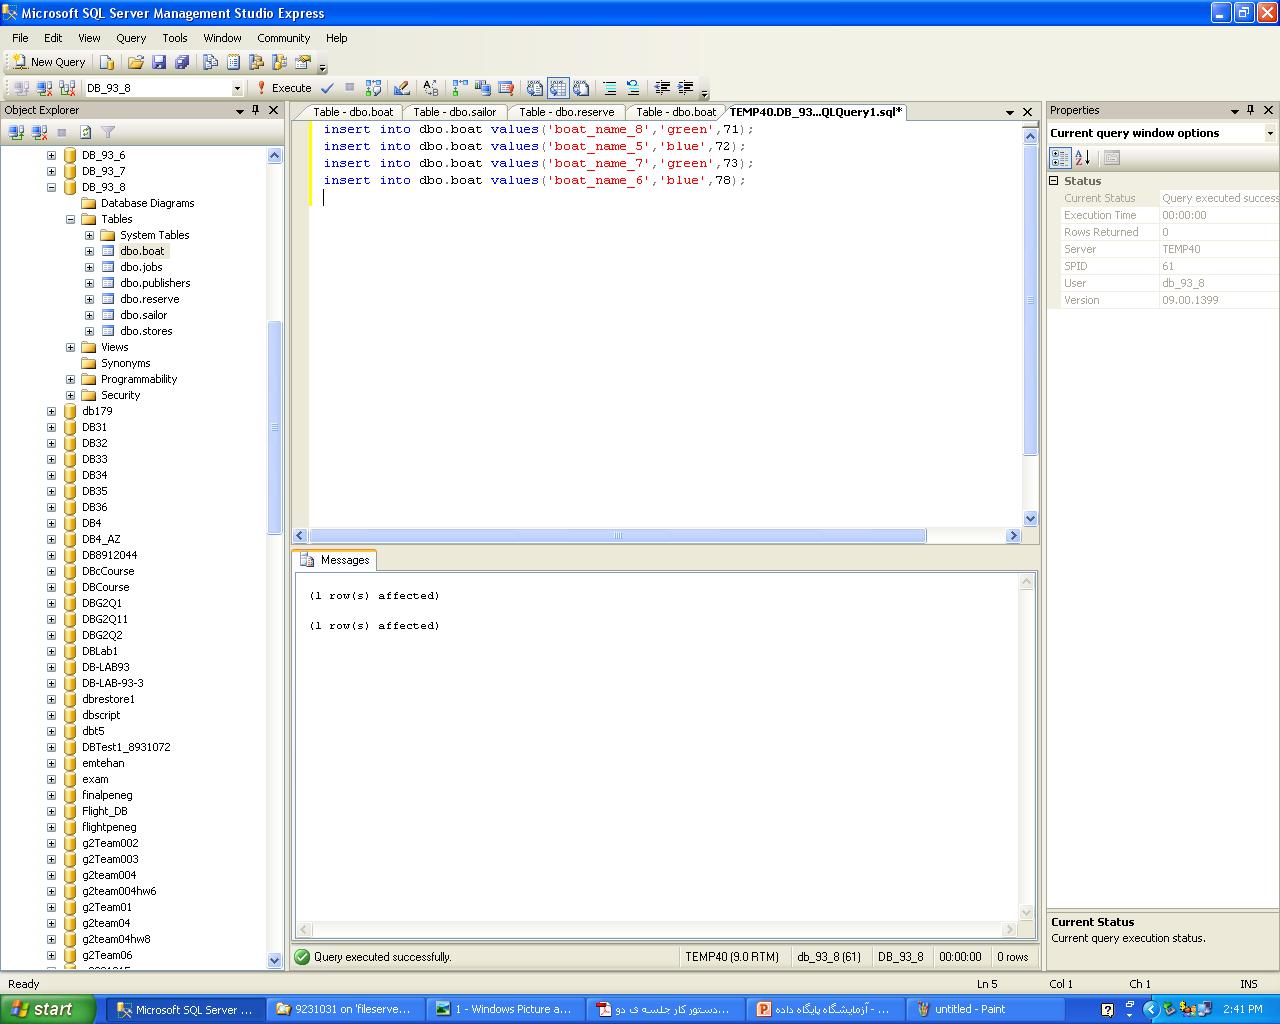 Microsoft SQL Server Management Studio Express
File Edit View Query Tools Window Community Help
New Query
DB_93_8 Execute
Object Explorer
DB_93_6
DB_93_7
DB_93_8
Database Diagrams
Tables
System Tables
dbo.boat
dbo.jobs
dbo.publishers
dbo.reserve
dbo.sailor
dbo.stores
Views
Synonyms
Programmability
Security
db179
DB31
DB32
DB33
DB34
DB35
DB36
DB4
DB4_AZ
DB8912044
DBcCourse
DBCourse
DBG2Q1
DBG2Q11
DBG2Q2
DBLab1
DB-LAB93
DB-LAB-93-3
dbrestore1
dbscript
dbt5
DBTest1_8931072
emtehan
exam
finalpeneg
Flight_DB
flightpeneg
g2Team002
g2Team003
g2team004
g2team004hw6
g2Team01
g2team04
g2team04hw8
g2Team06
Table - dbo.boat Table - dbo.sailor Table - dbo.reserve Table - dbo.boat TEMP40.DB_93...QLQuery1.sql*
insert into dbo.boat values('boat_name_8','green',71);
insert into dbo.boat values('boat_name_5','blue',72);
insert into dbo.boat values('boat_name_7','green',73);
insert into dbo.boat values('boat_name_6','blue',78);
Messages
(1 row(s) affected)
(1 row(s) affected)
Query executed successfully. TEMP40 (9.0 RTM) db_93_8 (61) DB_93_8 00:00:00 0 rows
Properties
Current query window options
Status
Current Status Query executed success
Execution Time 00:00:00
Rows Returned 0
Server TEMP40
SPID 61
User db_93_8
Version 09.00.1399
Current Status
Current query execution status.
Ready Ln 5 Col 1 Ch 1 INS
start Microsoft SQL Server ... 9231031 on 'fileserve... 1 - Windows Picture a... دستور کار جلسه ی دو... آزمایشگاه پایگاه داده - ... untitled - Paint 2:41 PM